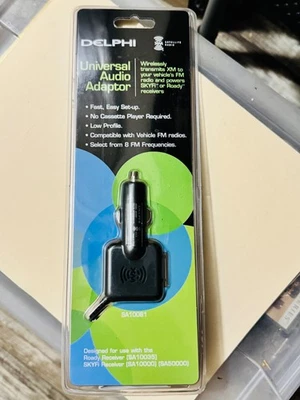 DELPHI
SATELLITE
RADIO
Universal
Audio
Adaptor
Wirelessly
transmits XM to
your vehicle's FM
radio and powers
SKYFi® or Roady™
receivers
• Fast, Easy Set-up.
• No Cassette Player Required.
• Low Profile.
• Compatible with Vehicle FM radios.
• Select from 8 FM Frequencies.
SA10081
Designed for use with the
Roady Receiver (SA10035)
SKYFi Receiver (SA10000) (SA50000)